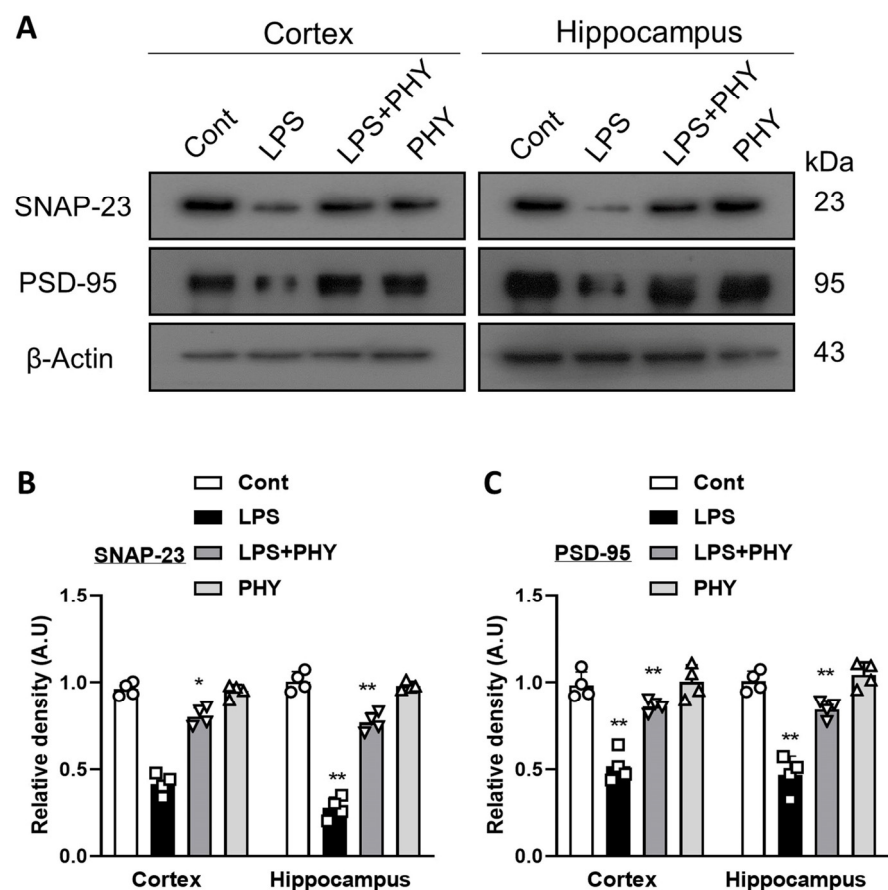 A
Cortex
Hippocampus
Cont LPS LPS+PHY PHY
Cont LPS LPS+PHY PHY
kDa
SNAP-23 23
PSD-95 95
β-Actin 43
B
Cont
LPS
LPS+PHY
PHY
SNAP-23
Relative density (A.U)
1.5
1.0
0.5
0.0
*
**
**
Cortex Hippocampus
C
Cont
LPS
LPS+PHY
PHY
PSD-95
Relative density (A.U)
1.5
1.0
0.5
0.0
**
**
**
**
Cortex Hippocampus